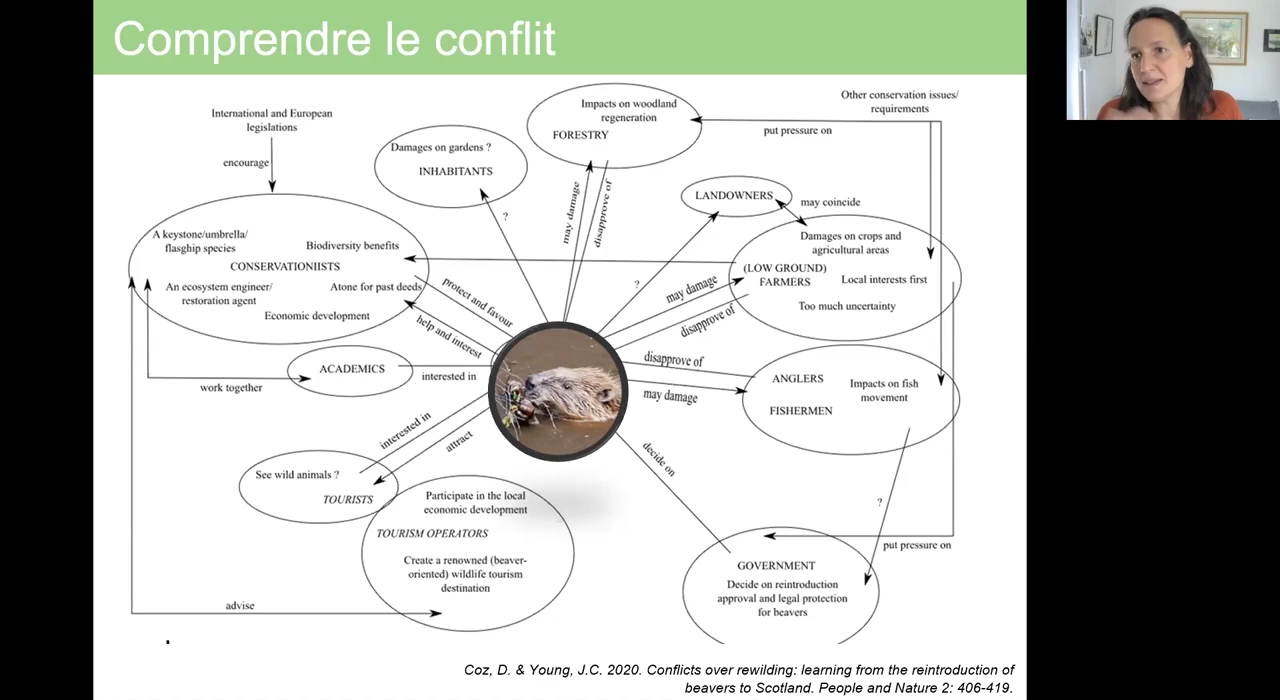 Comprendre le conflit
International and European
legislations
encourage
Damages on gardens ?
INHABITANTS
Impacts on woodland
regeneration
FORESTRY
Other conservation issues/
requirements
put pressure on
may damage
disapprove of
?
LANDOWNERS
may coincide
A keystone/umbrella/
flagship species
Biodiversity benefits
CONSERVATIONIISTS
An ecosystem engineer/
restoration agent
Atone for past deeds
Economic development
Damages on crops and
agricultural areas
(LOW GROUND)
FARMERS
Local interests first
Too much uncertainty
?
may damage
disapprove of
protect and favour
help and interest
ACADEMICS
interested in
work together
disapprove of
may damage
ANGLERS
FISHERMEN
Impacts on fish
movement
interested in
attract
See wild animals ?
TOURISTS
decide on
?
Participate in the local
economic development
TOURISM OPERATORS
Create a renowned (beaver-
oriented) wildlife tourism
destination
put pressure on
GOVERNMENT
Decide on reintroduction
approval and legal protection
for beavers
advise
Coz, D. & Young, J.C. 2020. Conflicts over rewilding: learning from the reintroduction of
beavers to Scotland. People and Nature 2: 406-419.